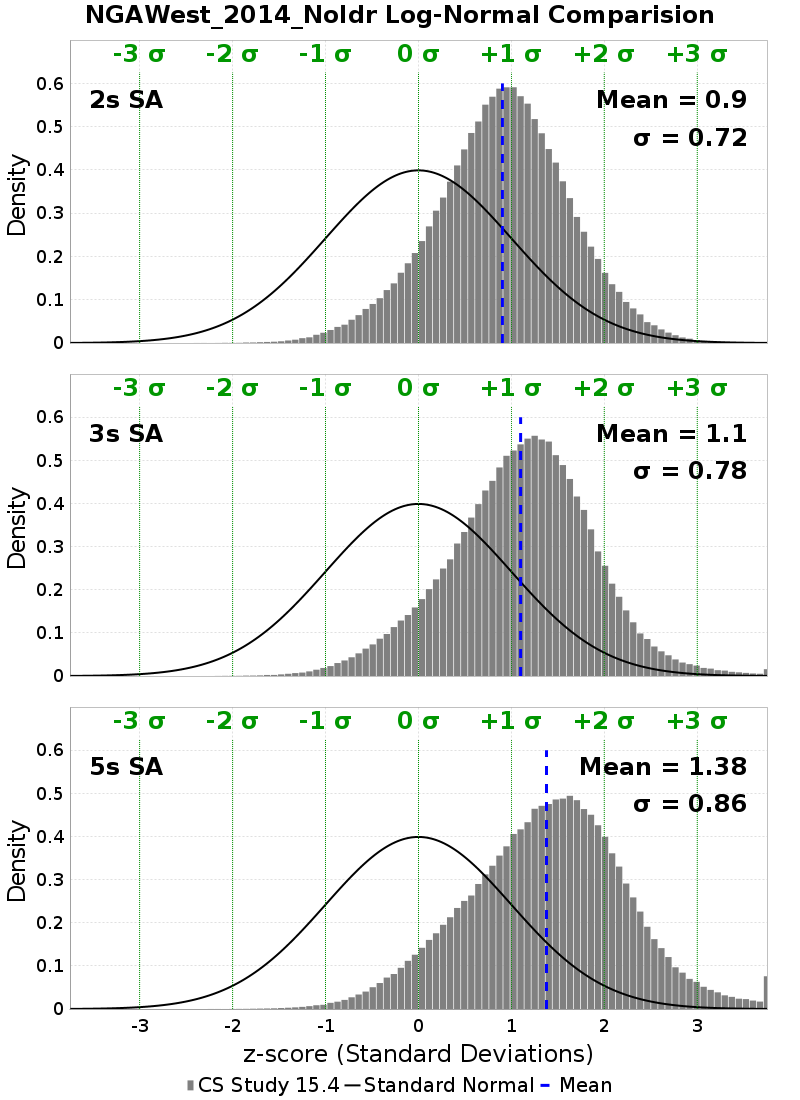 NGAWest_2014_NoIdr Log-Normal Comparision
-3 σ -2 σ -1 σ 0 σ +1 σ +2 σ +3 σ
2s SA
Mean = 0.9
σ = 0.72
Density
0.6
0.5
0.4
0.3
0.2
0.1
0
-3 σ -2 σ -1 σ 0 σ +1 σ +2 σ +3 σ
3s SA
Mean = 1.1
σ = 0.78
Density
0.6
0.5
0.4
0.3
0.2
0.1
0
-3 σ -2 σ -1 σ 0 σ +1 σ +2 σ +3 σ
5s SA
Mean = 1.38
σ = 0.86
Density
0.6
0.5
0.4
0.3
0.2
0.1
0
-3 -2 -1 0 1 2 3
z-score (Standard Deviations)
CS Study 15.4 Standard Normal Mean